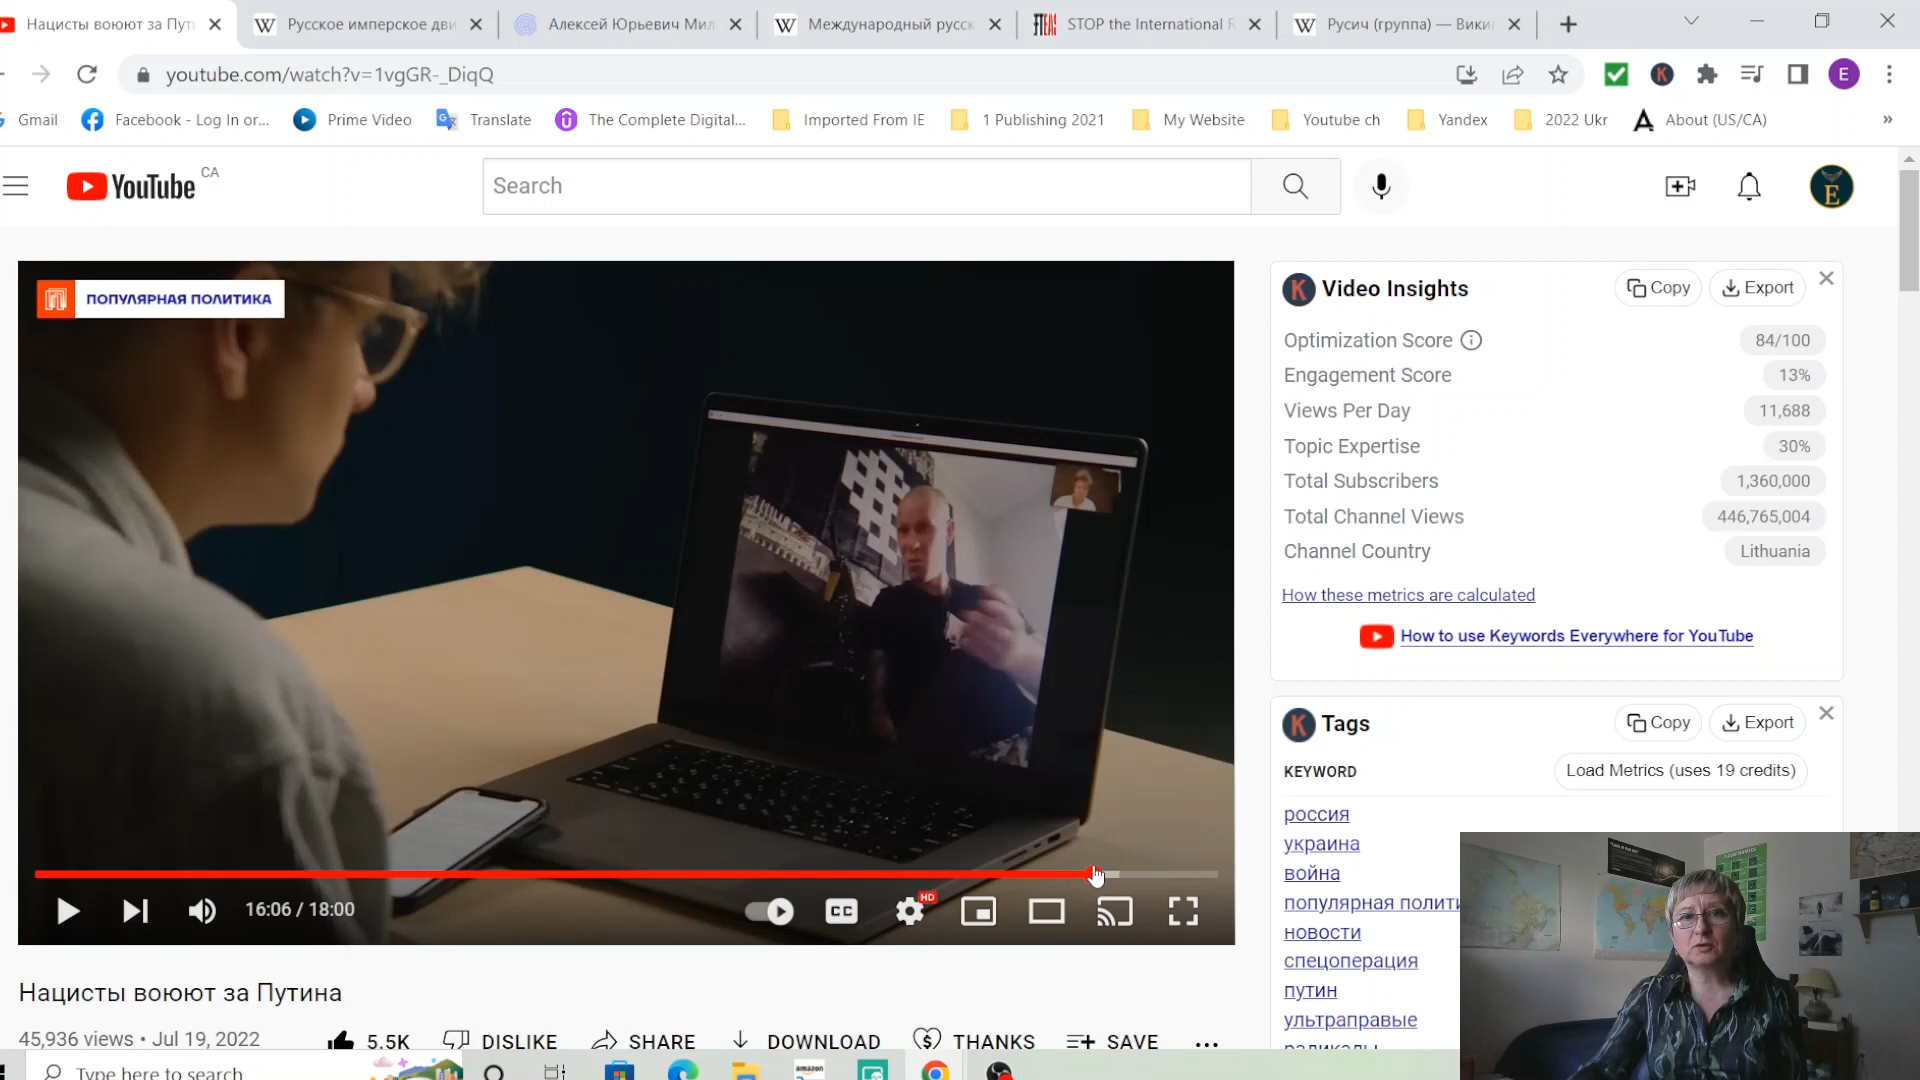 Нацисты воюют за Пут
Русское имперское дви
Алексей Юрьевич Мил
Международный русск
STOP the International R
Русич (группа) — Вики
youtube.com/watch?v=1vgGR-_DiqQ
E
Gmail
Facebook - Log In or...
Prime Video
Translate
The Complete Digital...
Imported From IE
1 Publishing 2021
My Website
Youtube ch
Yandex
2022 Ukr
About (US/CA)
»
YouTube CA
Search
E
ПОПУЛЯРНАЯ ПОЛИТИКА
K Video Insights
Copy
Export
Optimization Score 84/100
Engagement Score 13%
Views Per Day 11,688
Topic Expertise 30%
Total Subscribers 1,360,000
Total Channel Views 446,765,004
Channel Country Lithuania
How these metrics are calculated
How to use Keywords Everywhere for YouTube
K Tags
Copy
Export
KEYWORD
Load Metrics (uses 19 credits)
россия
украина
война
популярная полити
новости
спецоперация
путин
ультраправые
радикалы
16:06 / 18:00
CC
HD
Нацисты воюют за Путина
45,936 views • Jul 19, 2022
5.5K
DISLIKE
SHARE
DOWNLOAD
THANKS
SAVE
Type here to search
amazon